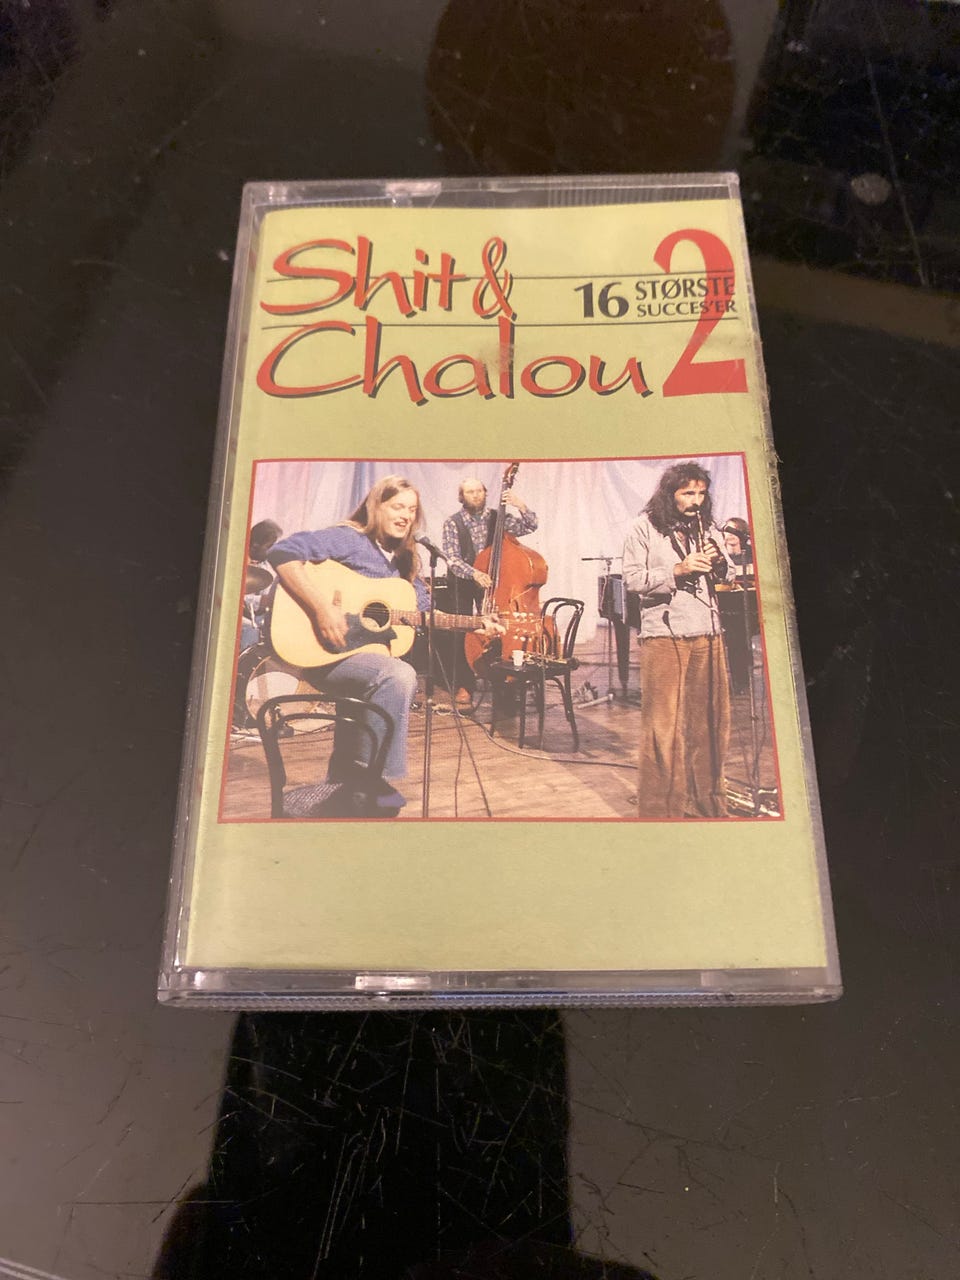 Shit &
Chalou 2
16 STØRSTE
SUCCES'ER